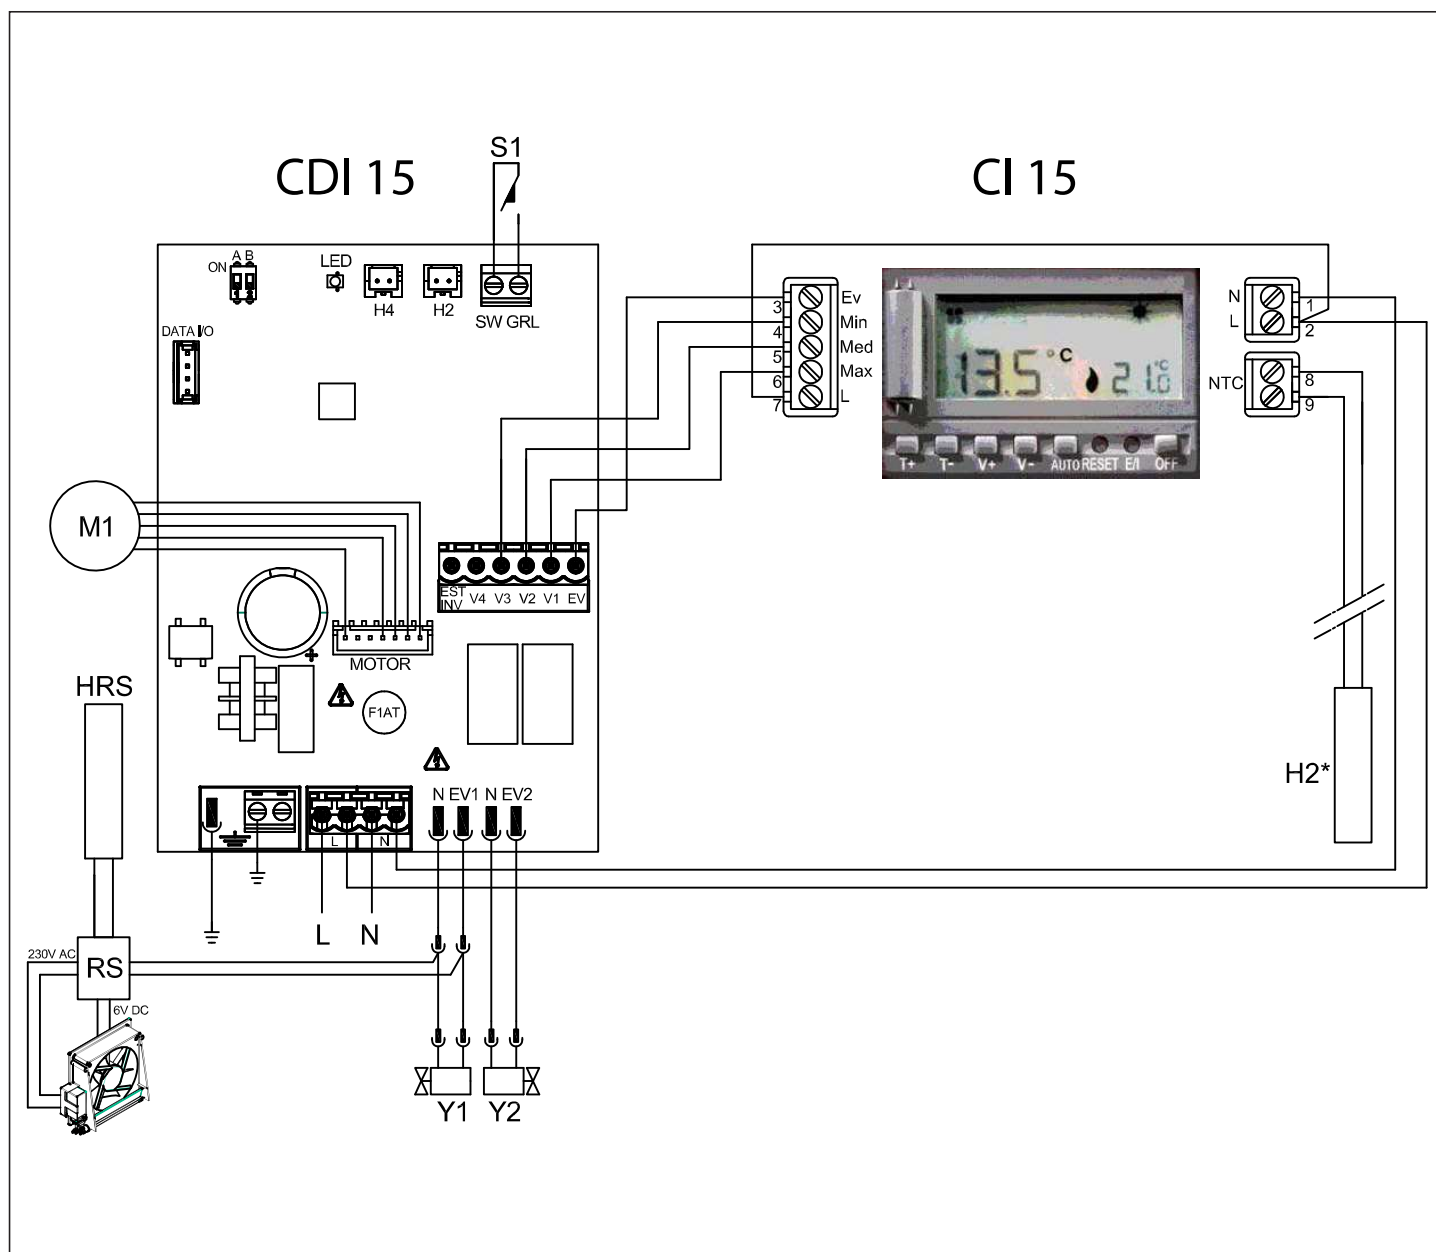 S1
CDI 15
CI 15
A B
ON
1 2
LED
H4
H2
SW GRL
DATA I/O
3
4
5
6
7
Ev
Min
Med
Max
L
13.5 °C
21.0 °C
T+ T- V+ V- AUTO RESET E/I OFF
N
L
1
2
NTC
8
9
M1
EST INV V4 V3 V2 V1 EV
MOTOR
F1AT
HRS
H2*
N EV1 N EV2
L N
L N
230V AC
RS
6V DC
Y1 Y2